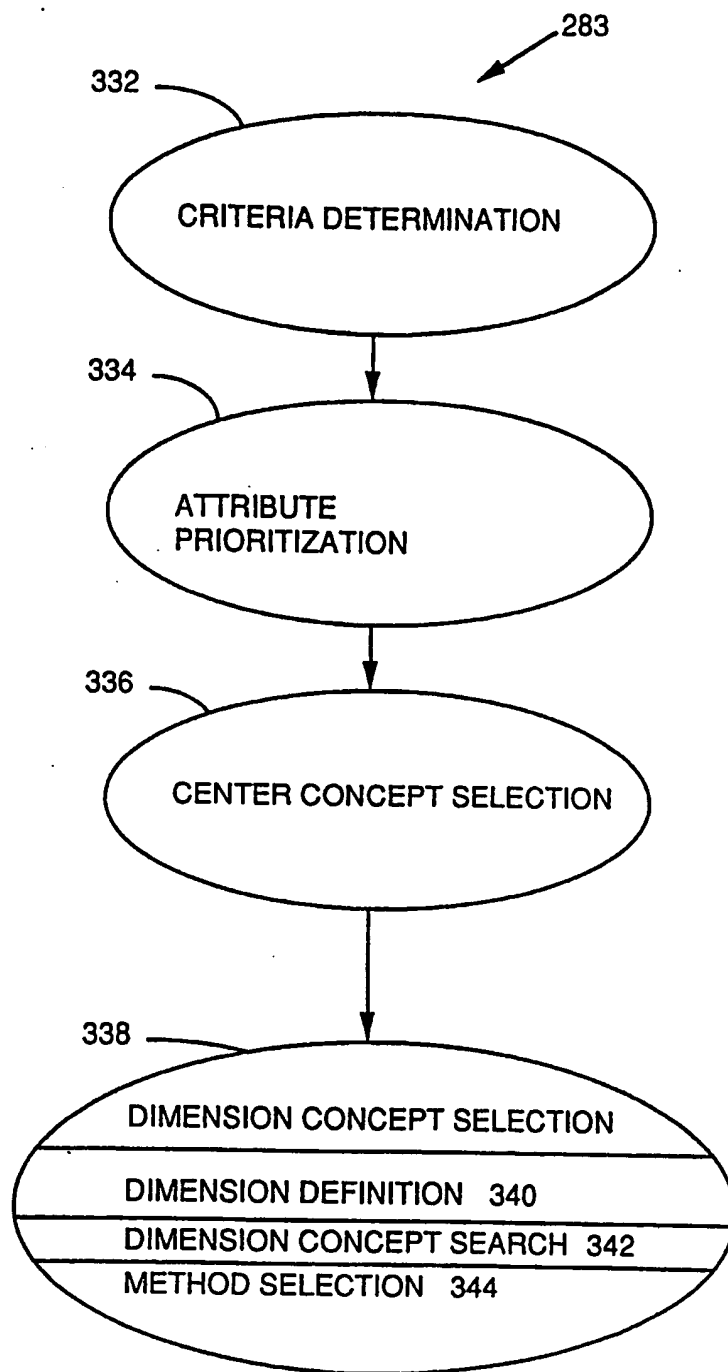 283
332
CRITERIA DETERMINATION
334
ATTRIBUTE
PRIORITIZATION
336
CENTER CONCEPT SELECTION
338
DIMENSION CONCEPT SELECTION
DIMENSION DEFINITION 340
DIMENSION CONCEPT SEARCH 342
METHOD SELECTION 344